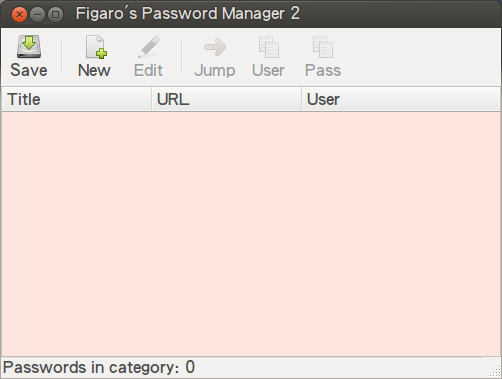 Figaro's Password Manager 2
Save New Edit Jump User Pass
Title URL User
Passwords in category: 0